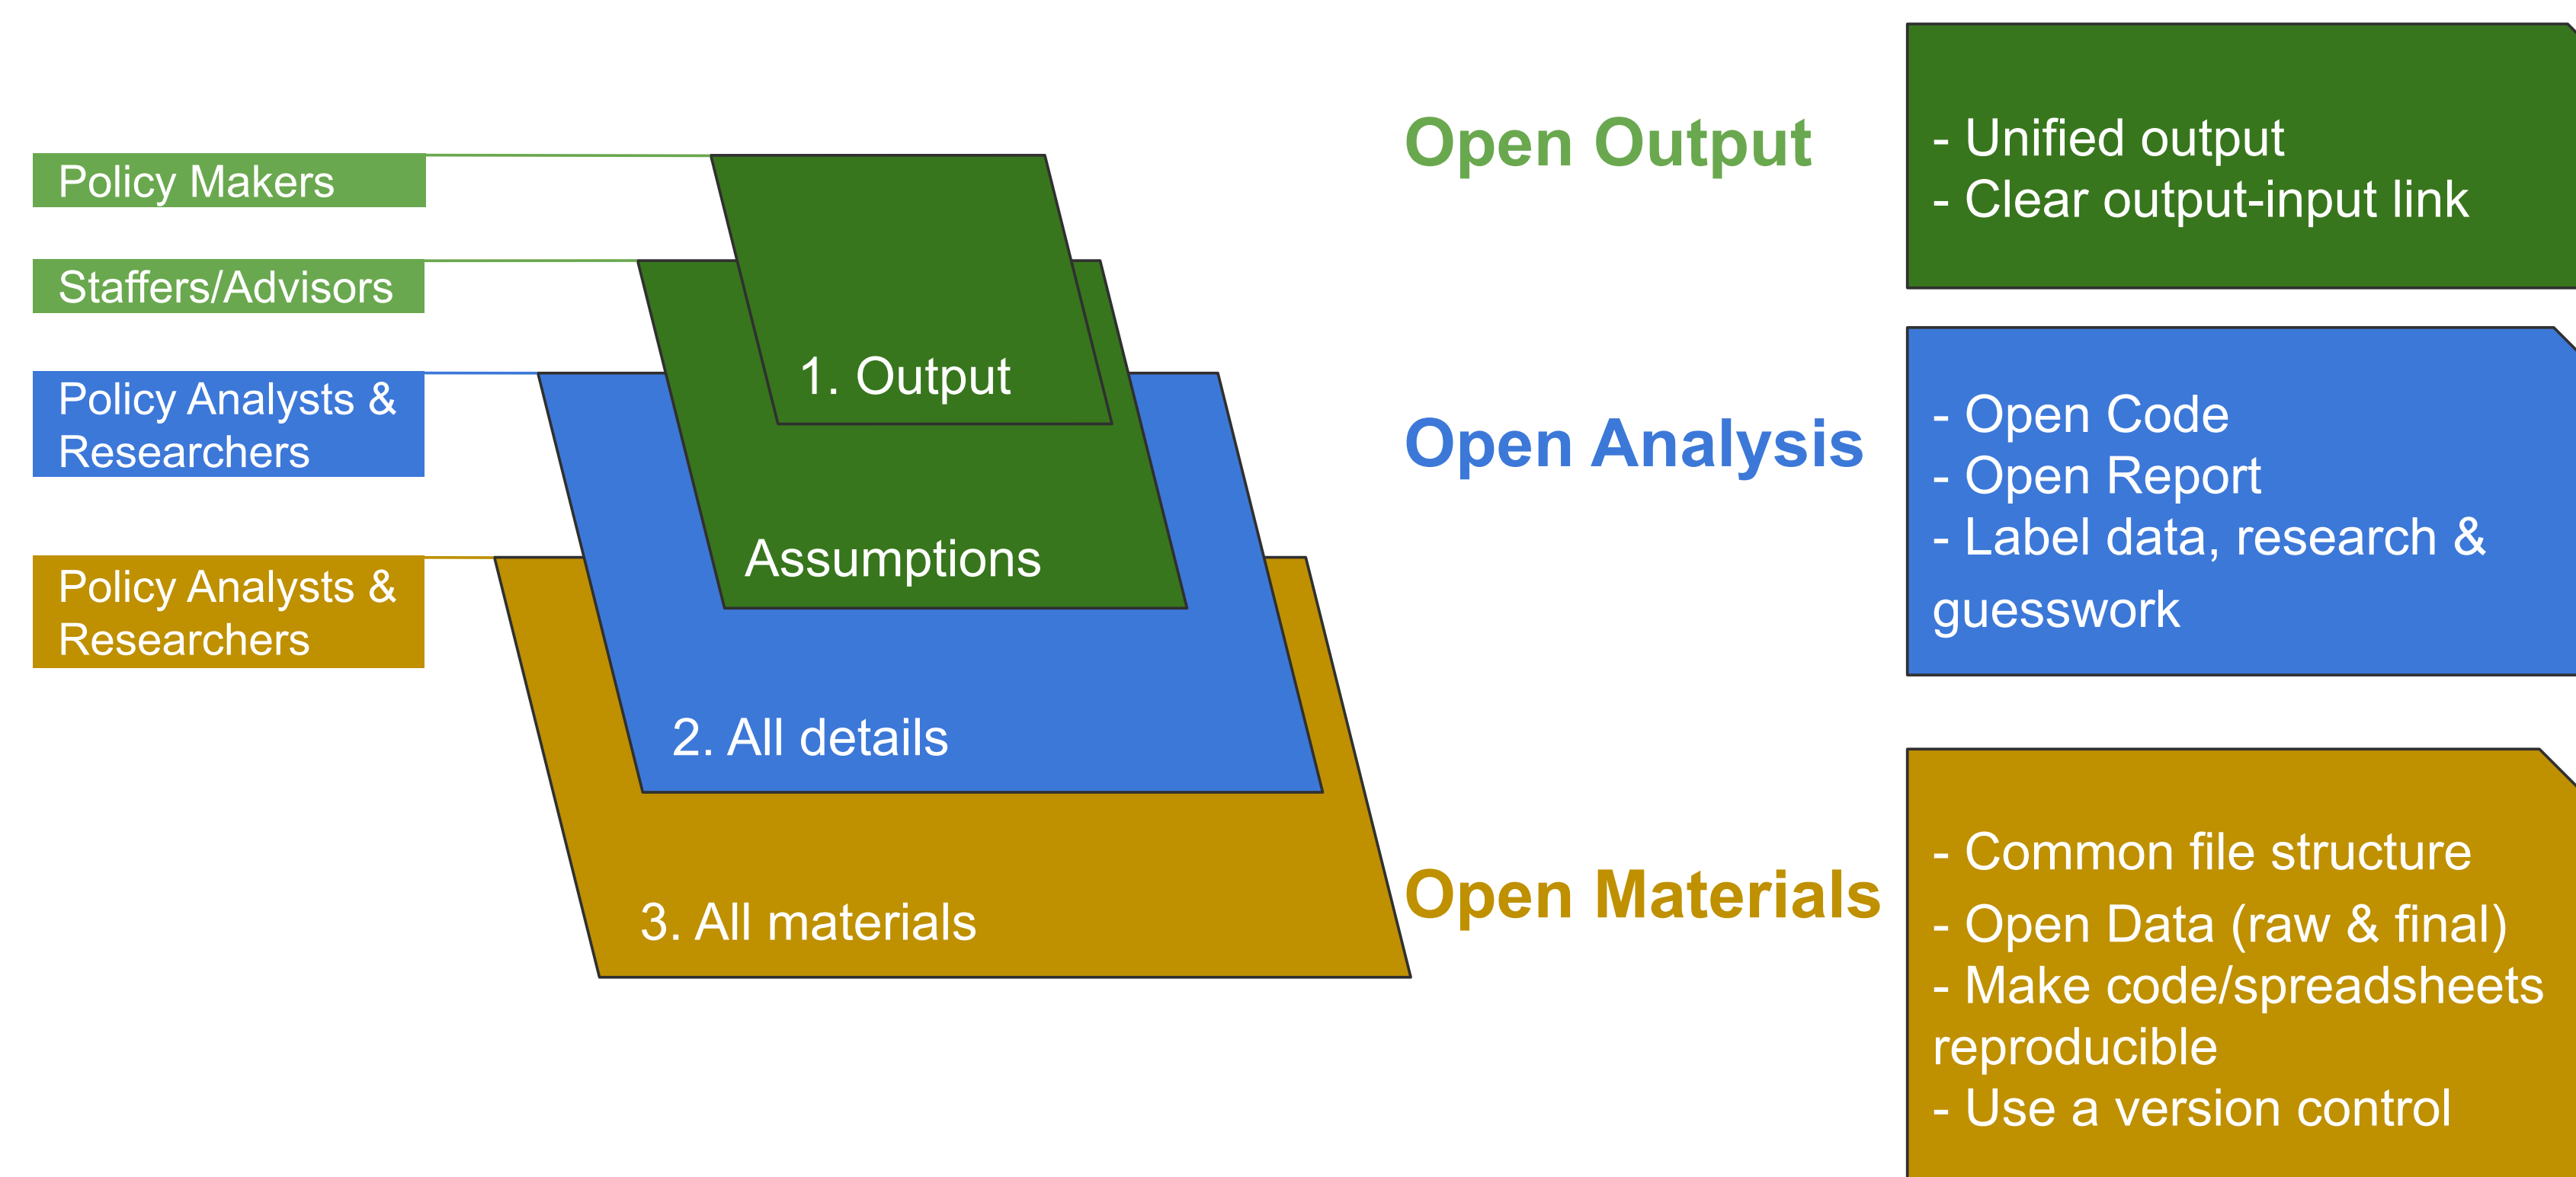 Policy Makers
Staffers/Advisors
Policy Analysts &
Researchers
Policy Analysts &
Researchers
1. Output
Assumptions
2. All details
3. All materials
Open Output
- Unified output
- Clear output-input link
Open Analysis
- Open Code
- Open Report
- Label data, research &
guesswork
Open Materials
- Common file structure
- Open Data (raw & final)
- Make code/spreadsheets
reproducible
- Use a version control